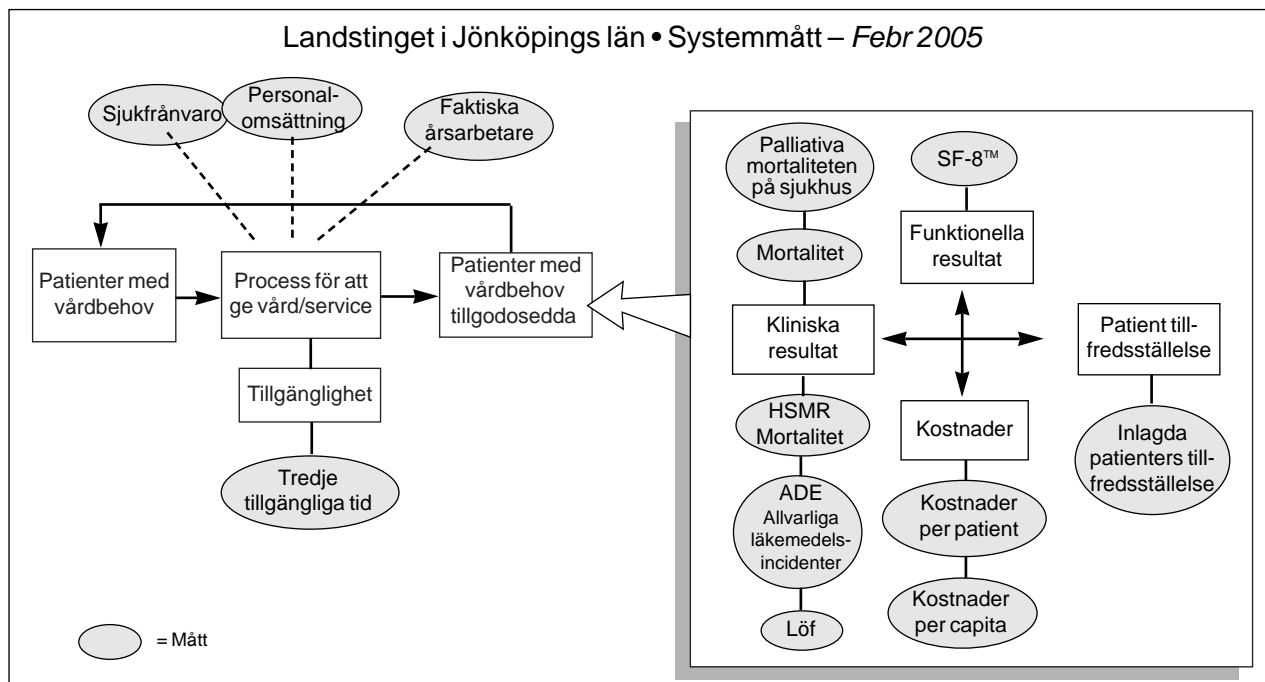 Landstinget i Jönköpings län • Systemmått – Febr 2005
Sjukfrånvaro
Personal-
omsättning
Faktiska
årsarbetare
Patienter med
vårdbehov
Process för att
ge vård/service
Patienter med
vårdbehov
tillgodosedda
Tillgänglighet
Tredje
tillgängliga tid
= Mått
Palliativa
mortaliteten
på sjukhus
Mortalitet
Kliniska
resultat
HSMR
Mortalitet
ADE
Allvarliga
läkemedels-
incidenter
Löf
SF-8™
Funktionella
resultat
Kostnader
Kostnader
per patient
Kostnader
per capita
Patient till-
fredsställelse
Inlagda
patienters till-
fredsställelse